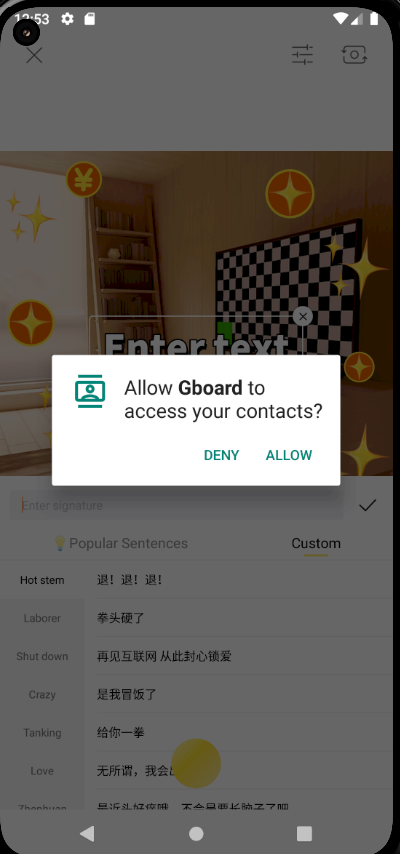 12:53
¥
Enter text
Allow Gboard to
access your contacts?
DENY ALLOW
Enter signature
Popular Sentences Custom
Hot stem 退！退！退！
Laborer 拳头硬了
Shut down 再见互联网 从此封心锁爱
Crazy 是我冒饭了
Tanking 给你一拳
Love 无所谓，我会
最近头好痒哦，不会是要长脑子了吧